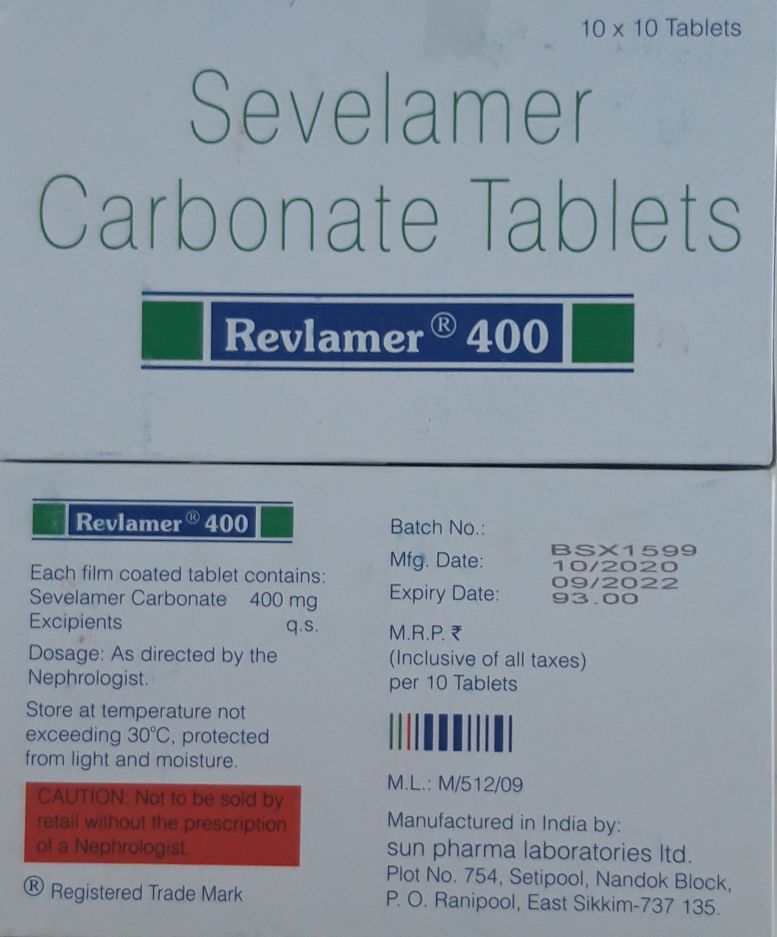 10 x 10 Tablets
Sevelamer
Carbonate Tablets
Revlamer® 400
Revlamer® 400
Each film coated tablet contains:
Sevelamer Carbonate 400 mg
Excipients q.s.
Dosage: As directed by the
Nephrologist.
Store at temperature not
exceeding 30°C, protected
from light and moisture.
CAUTION: Not to be sold by
retail without the prescription
of a Nephrologist.
® Registered Trade Mark
Batch No.: BSX1599
Mfg. Date: 10/2020
Expiry Date: 09/2022
93.00
M.R.P. ₹
(Inclusive of all taxes)
per 10 Tablets
M.L.: M/512/09
Manufactured in India by:
sun pharma laboratories ltd.
Plot No. 754, Setipool, Nandok Block,
P. O. Ranipool, East Sikkim-737 135.